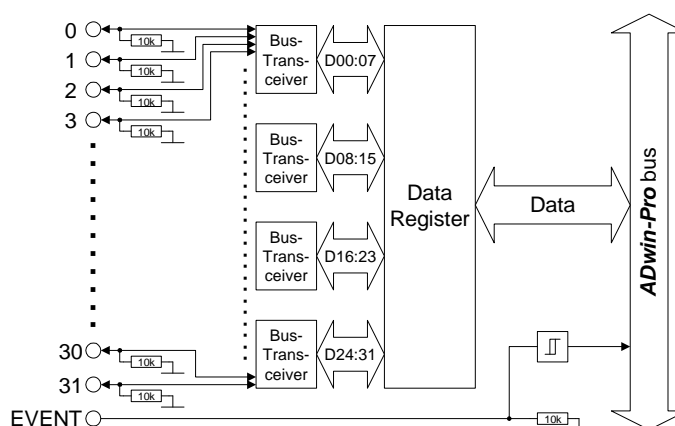 0
10k
1
10k
2
10k
3
10k
30
10k
31
10k
EVENT
Bus-
Trans-
ceiver
D00:07
Bus-
Trans-
ceiver
D08:15
Bus-
Trans-
ceiver
D16:23
Bus-
Trans-
ceiver
D24:31
Data
Register
Data
ADwin-Pro bus
10k